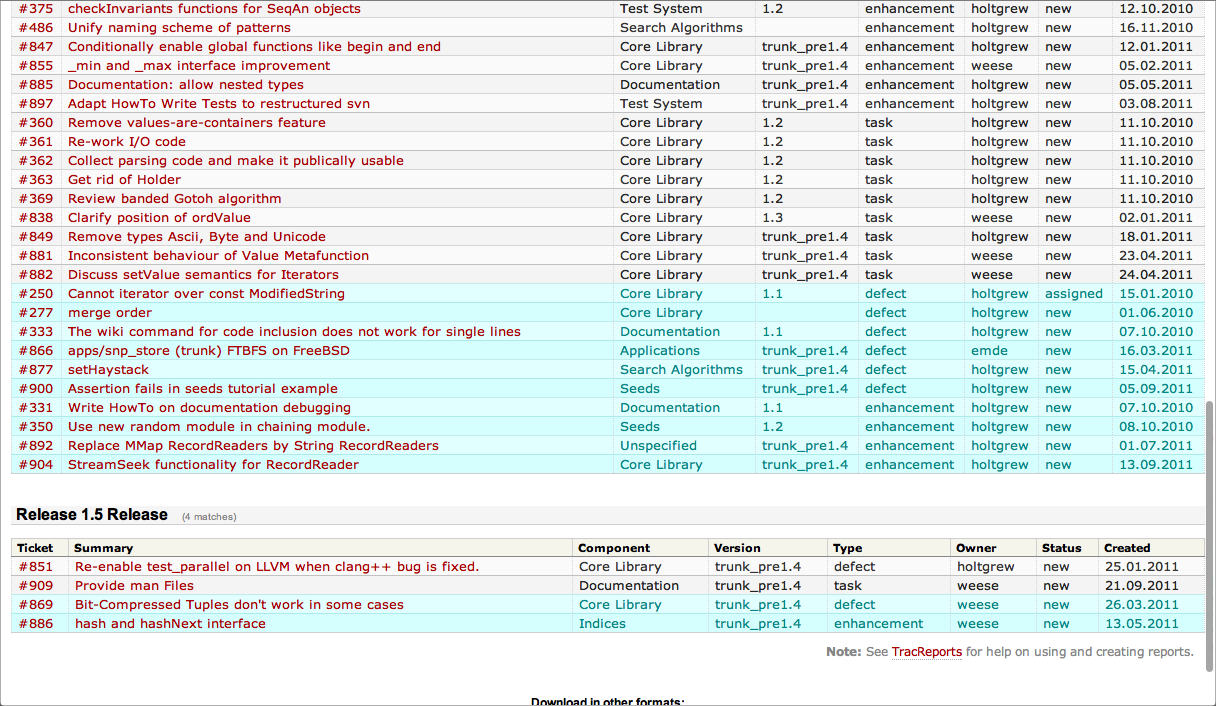 #375 checkInvariants functions for SeqAn objects Test System 1.2 enhancement holtgrew new 12.10.2010
#486 Unify naming scheme of patterns Search Algorithms enhancement holtgrew new 16.11.2010
#847 Conditionally enable global functions like begin and end Core Library trunk_pre1.4 enhancement holtgrew new 12.01.2011
#855 _min and _max interface improvement Core Library trunk_pre1.4 enhancement weese new 05.02.2011
#885 Documentation: allow nested types Documentation trunk_pre1.4 enhancement holtgrew new 05.05.2011
#897 Adapt HowTo Write Tests to restructured svn Test System trunk_pre1.4 enhancement holtgrew new 03.08.2011
#360 Remove values-are-containers feature Core Library 1.2 task holtgrew new 11.10.2010
#361 Re-work I/O code Core Library 1.2 task holtgrew new 11.10.2010
#362 Collect parsing code and make it publically usable Core Library 1.2 task holtgrew new 11.10.2010
#363 Get rid of Holder Core Library 1.2 task holtgrew new 11.10.2010
#369 Review banded Gotoh algorithm Core Library 1.2 task holtgrew new 11.10.2010
#838 Clarify position of ordValue Core Library 1.3 task weese new 02.01.2011
#849 Remove types Ascii, Byte and Unicode Core Library trunk_pre1.4 task holtgrew new 18.01.2011
#881 Inconsistent behaviour of Value Metafunction Core Library trunk_pre1.4 task weese new 23.04.2011
#882 Discuss setValue semantics for Iterators Core Library trunk_pre1.4 task weese new 24.04.2011
#250 Cannot iterator over const ModifiedString Core Library 1.1 defect holtgrew assigned 15.01.2010
#277 merge order Core Library defect holtgrew new 01.06.2010
#333 The wiki command for code inclusion does not work for single lines Documentation 1.1 defect holtgrew new 07.10.2010
#866 apps/snp_store (trunk) FTBFS on FreeBSD Applications trunk_pre1.4 defect emde new 16.03.2011
#877 setHaystack Search Algorithms trunk_pre1.4 defect holtgrew new 15.04.2011
#900 Assertion fails in seeds tutorial example Seeds trunk_pre1.4 defect holtgrew new 05.09.2011
#331 Write HowTo on documentation debugging Documentation 1.1 enhancement holtgrew new 07.10.2010
#350 Use new random module in chaining module. Seeds 1.2 enhancement holtgrew new 08.10.2010
#892 Replace MMap RecordReaders by String RecordReaders Unspecified trunk_pre1.4 enhancement holtgrew new 01.07.2011
#904 StreamSeek functionality for RecordReader Core Library trunk_pre1.4 enhancement holtgrew new 13.09.2011
Release 1.5 Release (4 matches)
Ticket Summary Component Version Type Owner Status Created
#851 Re-enable test_parallel on LLVM when clang++ bug is fixed. Core Library trunk_pre1.4 defect holtgrew new 25.01.2011
#909 Provide man Files Documentation trunk_pre1.4 task weese new 21.09.2011
#869 Bit-Compressed Tuples don't work in some cases Core Library trunk_pre1.4 defect weese new 26.03.2011
#886 hash and hashNext interface Indices trunk_pre1.4 enhancement weese new 13.05.2011
Note: See TracReports for help on using and creating reports.
Download in other formats: